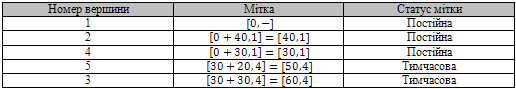 Номер вершини Мітка Статус мітки
1 [0, −] Постійна
2 [0 + 40,1] = [40,1] Постійна
4 [0 + 30,1] = [30,1] Постійна
5 [30 + 20,4] = [50,4] Тимчасова
3 [30 + 30,4] = [60,4] Тимчасова